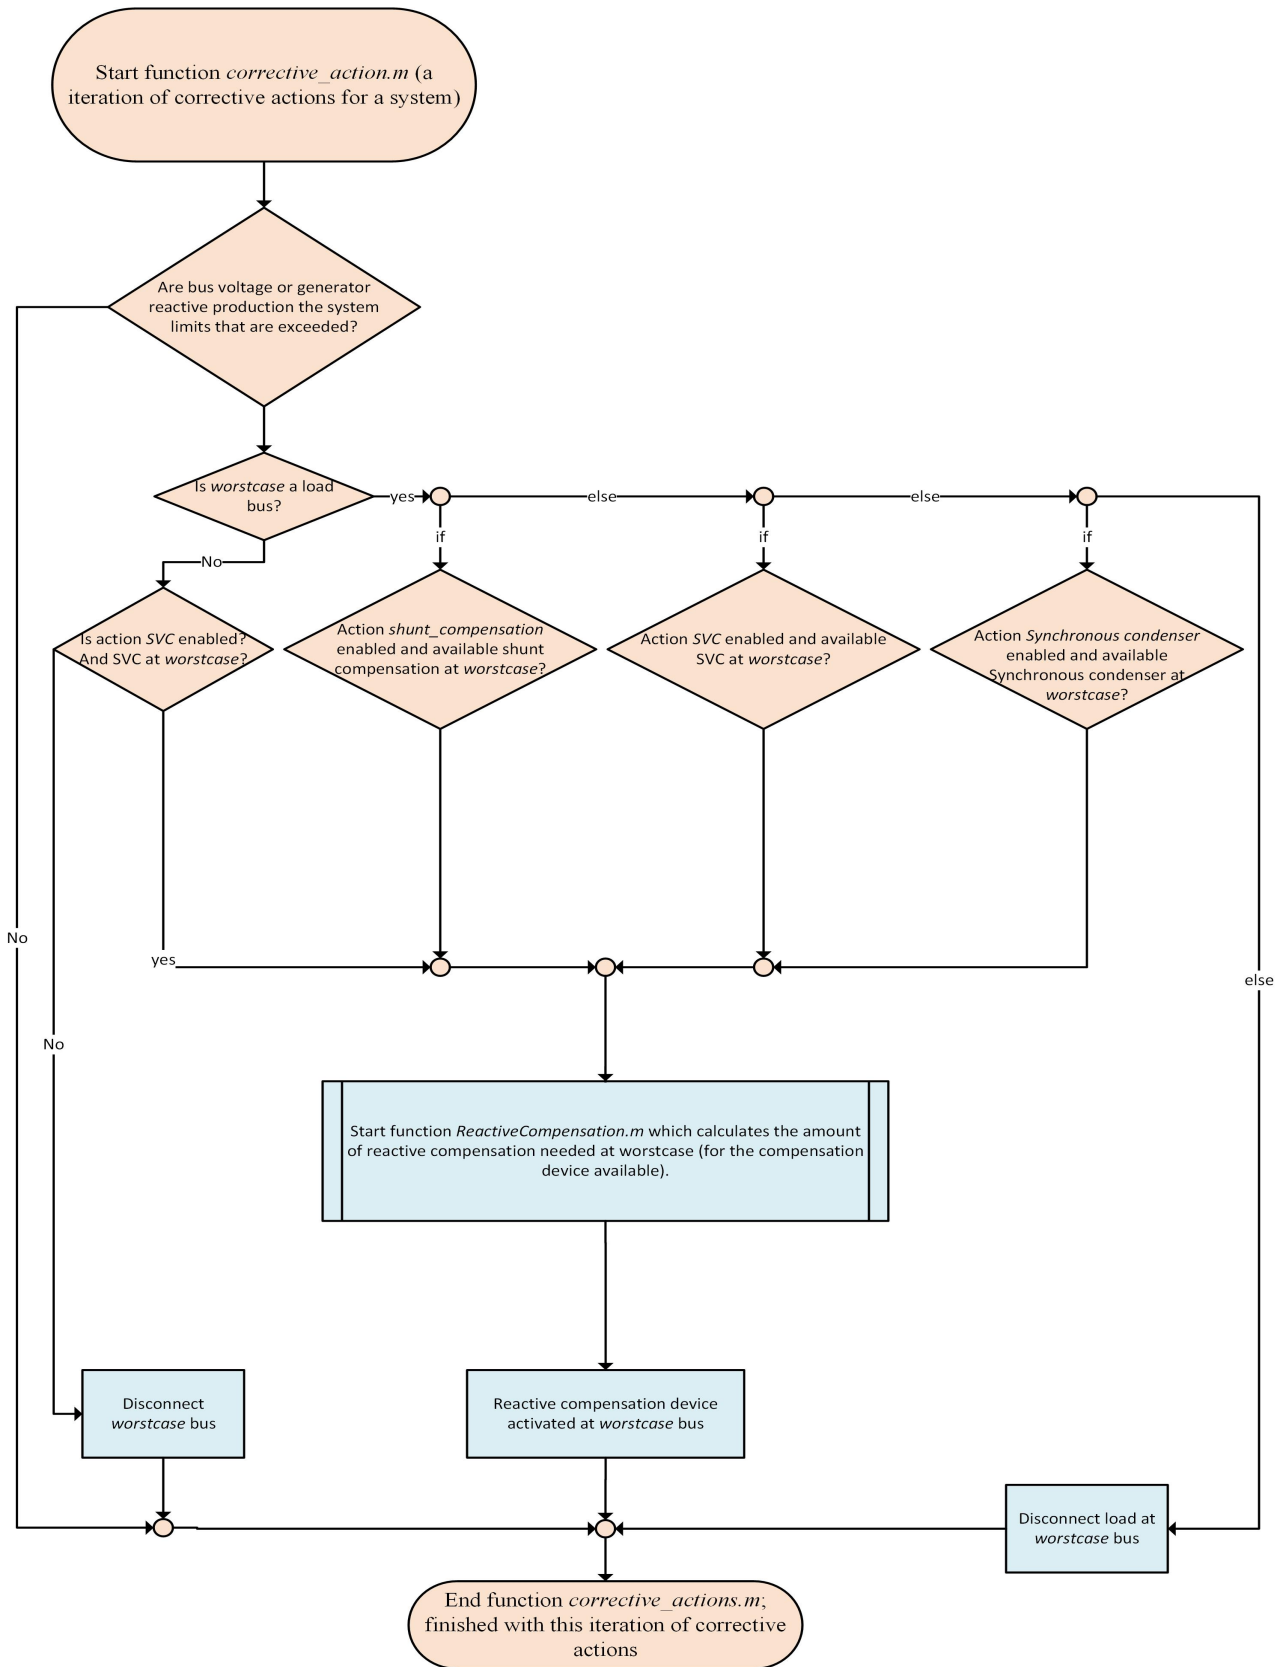 Start function corrective_action.m (a
iteration of corrective actions for a system)
Are bus voltage or generator
reactive production the system
limits that are exceeded?
Is worstcase a load
bus?
yes
else
else
if
if
if
No
Is action SVC enabled?
And SVC at worstcase?
Action shunt_compensation
enabled and available shunt
compensation at worstcase?
Action SVC enabled and available
SVC at worstcase?
Action Synchronous condenser
enabled and available
Synchronous condenser at
worstcase?
No
yes
else
No
Start function ReactiveCompensation.m which calculates the amount
of reactive compensation needed at worstcase (for the compensation
device available).
Disconnect
worstcase bus
Reactive compensation device
activated at worstcase bus
Disconnect load at
worstcase bus
End function corrective_actions.m;
finished with this iteration of corrective
actions